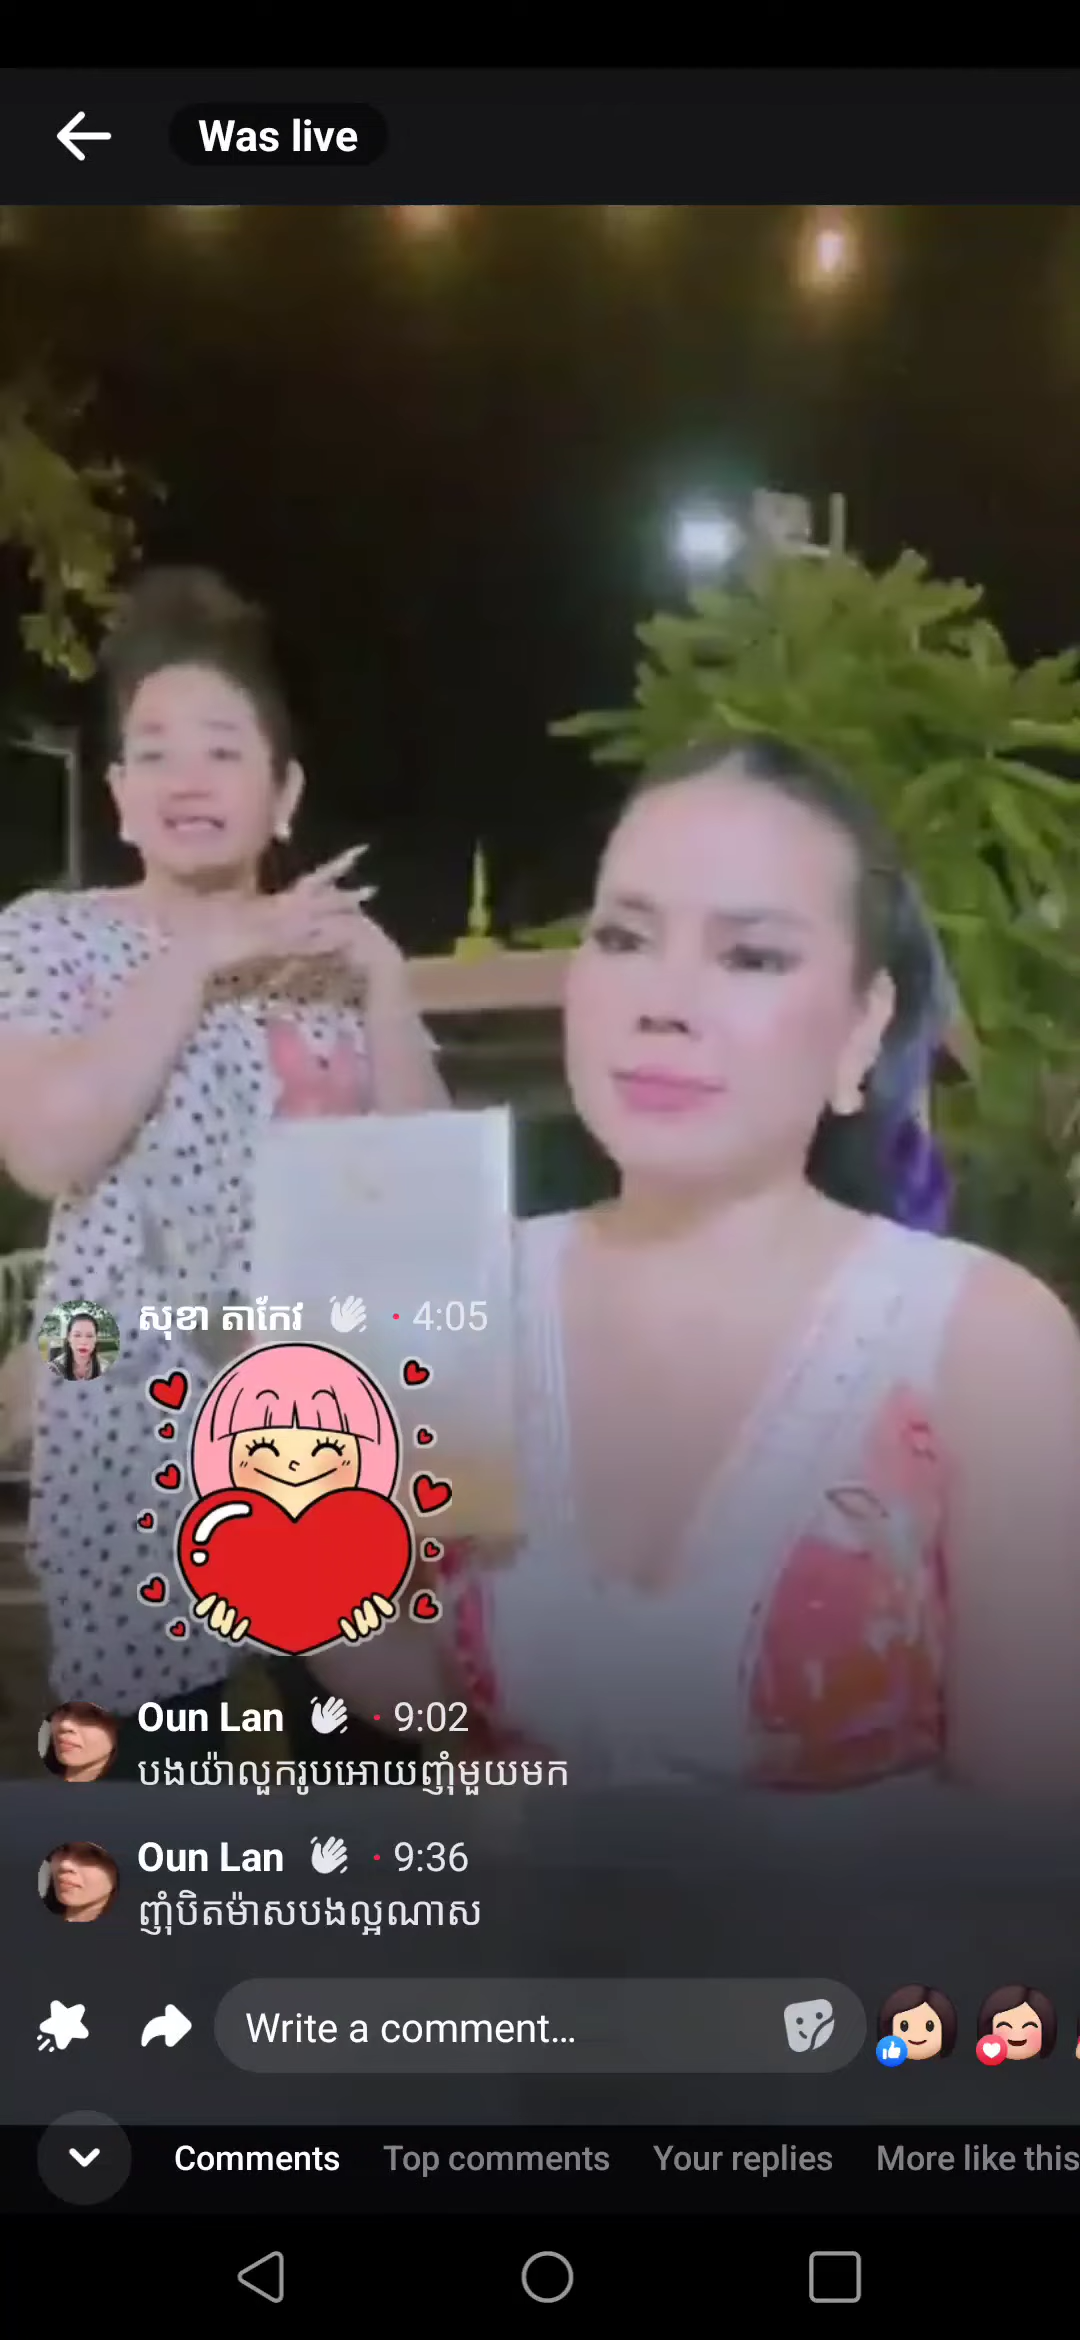 Was live
សុខា តាកែវ · 4:05
Oun Lan · 9:02
បងយ៉ាលួករូបអោយញុំមួយមក
Oun Lan · 9:36
ញុំបិតម៉ាសបងល្អណាស
Write a comment...
Comments Top comments Your replies More like this